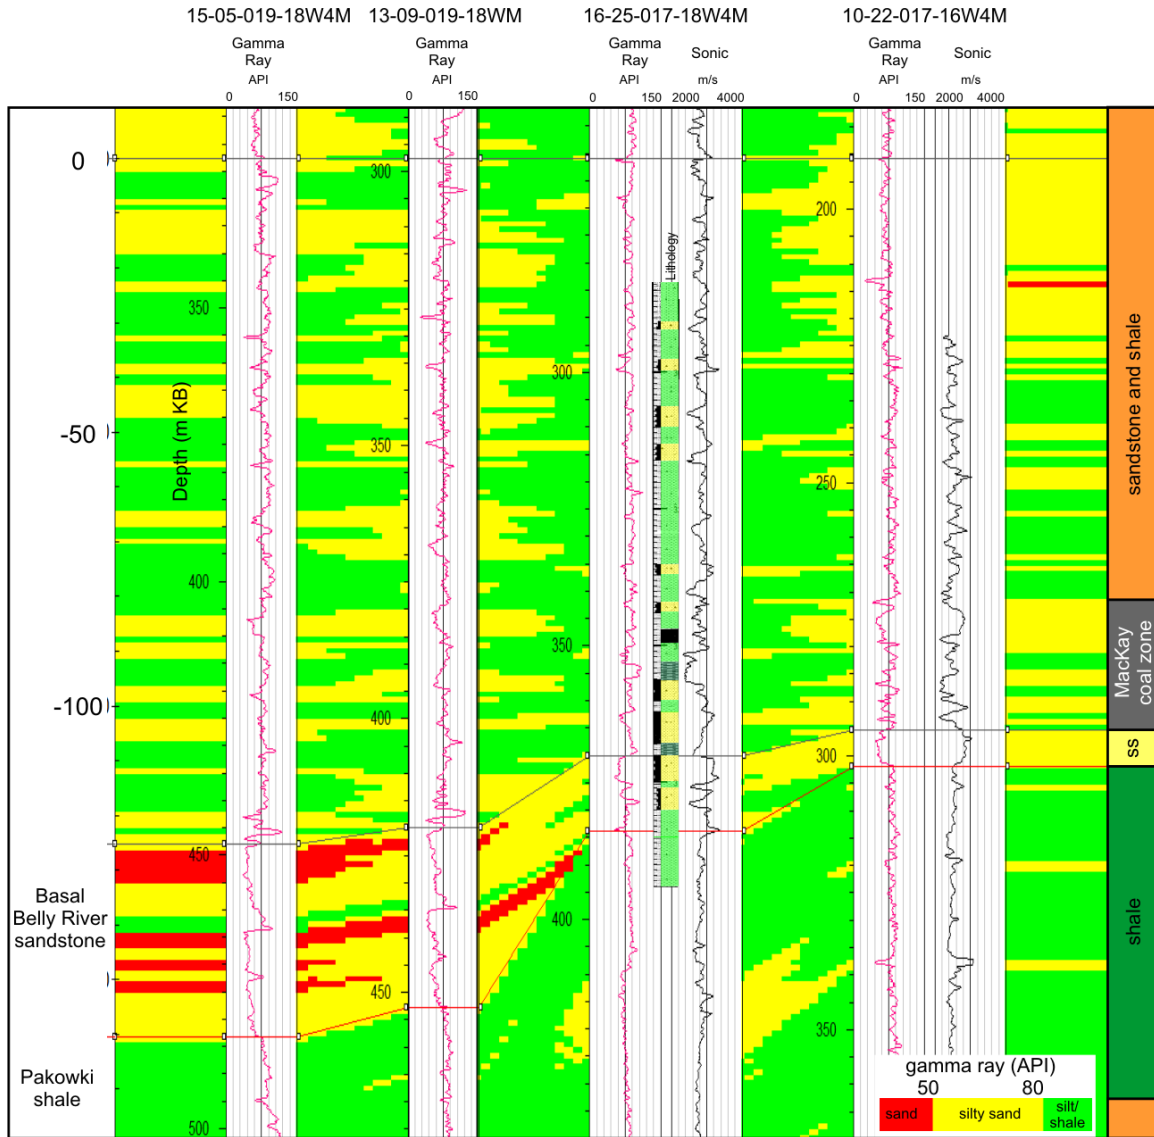 15-05-019-18W4M 13-09-019-18WM 16-25-017-18W4M 10-22-017-16W4M
Gamma Gamma Gamma Gamma
Ray Ray Ray Sonic Ray Sonic
API API API m/s API m/s
0 150 0 150 0 150 2000 4000 0 150 2000 4000
0
300
200
Lithology
350
300
Depth (m KB)
-50
350
250
400
350
-100
400
300
450
400
450
350
500
Basal
Belly River
sandstone
Pakowki
shale
sandstone and shale
MacKay
coal zone
ss
shale
gamma ray (API)
50 80
sand silty sand silt/
shale